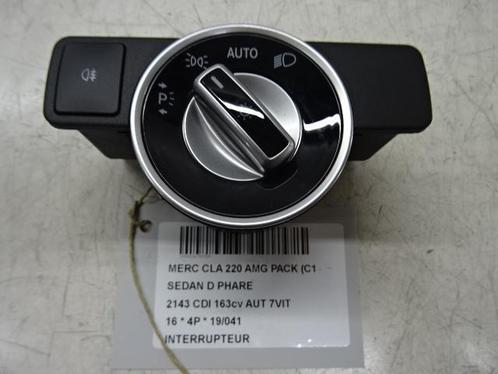 AUTO
P
MERC CLA 220 AMG PACK (C1
SEDAN D PHARE
2143 CDI 163cv AUT 7VIT
16 * 4P * 19/041
INTERRUPTEUR